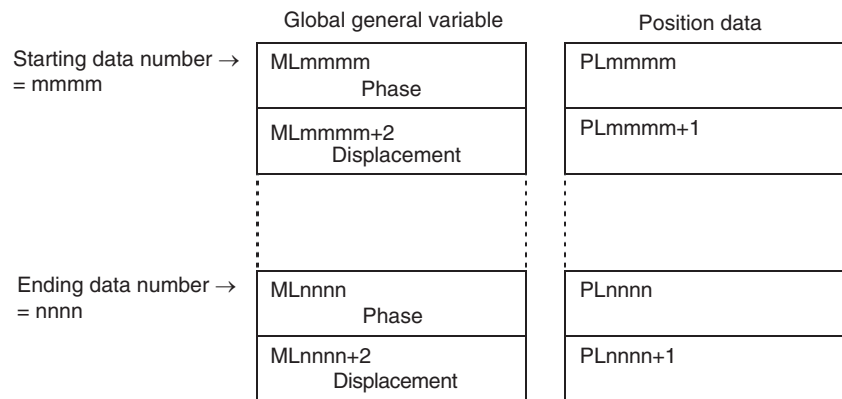 Global general variable
Position data
Starting data number →
= mmmm
MLmmmm
Phase
PLmmmm
MLmmmm+2
Displacement
PLmmmm+1
Ending data number →
= nnnn
MLnnnn
Phase
PLnnnn
MLnnnn+2
Displacement
PLnnnn+1